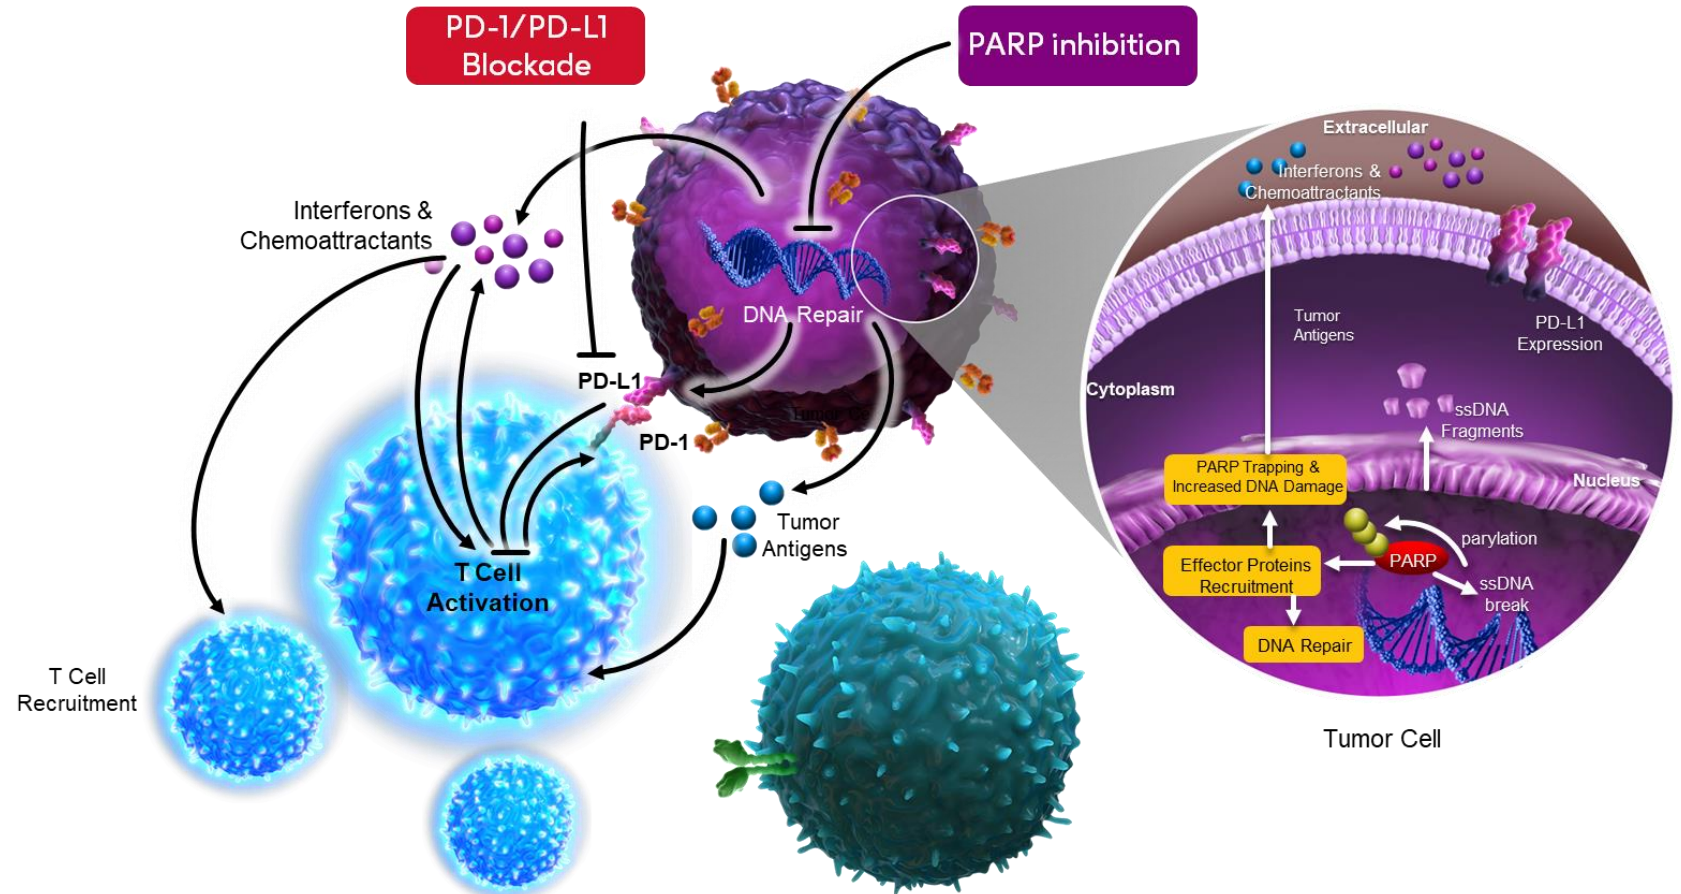 PD-1/PD-L1
Blockade
PARP inhibition
Interferons &
Chemoattractants
DNA Repair
PD-L1
PD-1
Tumor
Antigens
T Cell
Activation
T Cell
Recruitment
Extracellular
Interferons &
Chemoattractants
Tumor
Antigens
PD-L1
Expression
Cytoplasm
ssDNA
Fragments
PARP Trapping &
Increased DNA Damage
Nucleus
parylation
PARP
Effector Proteins
Recruitment
ssDNA
break
DNA Repair
Tumor Cell